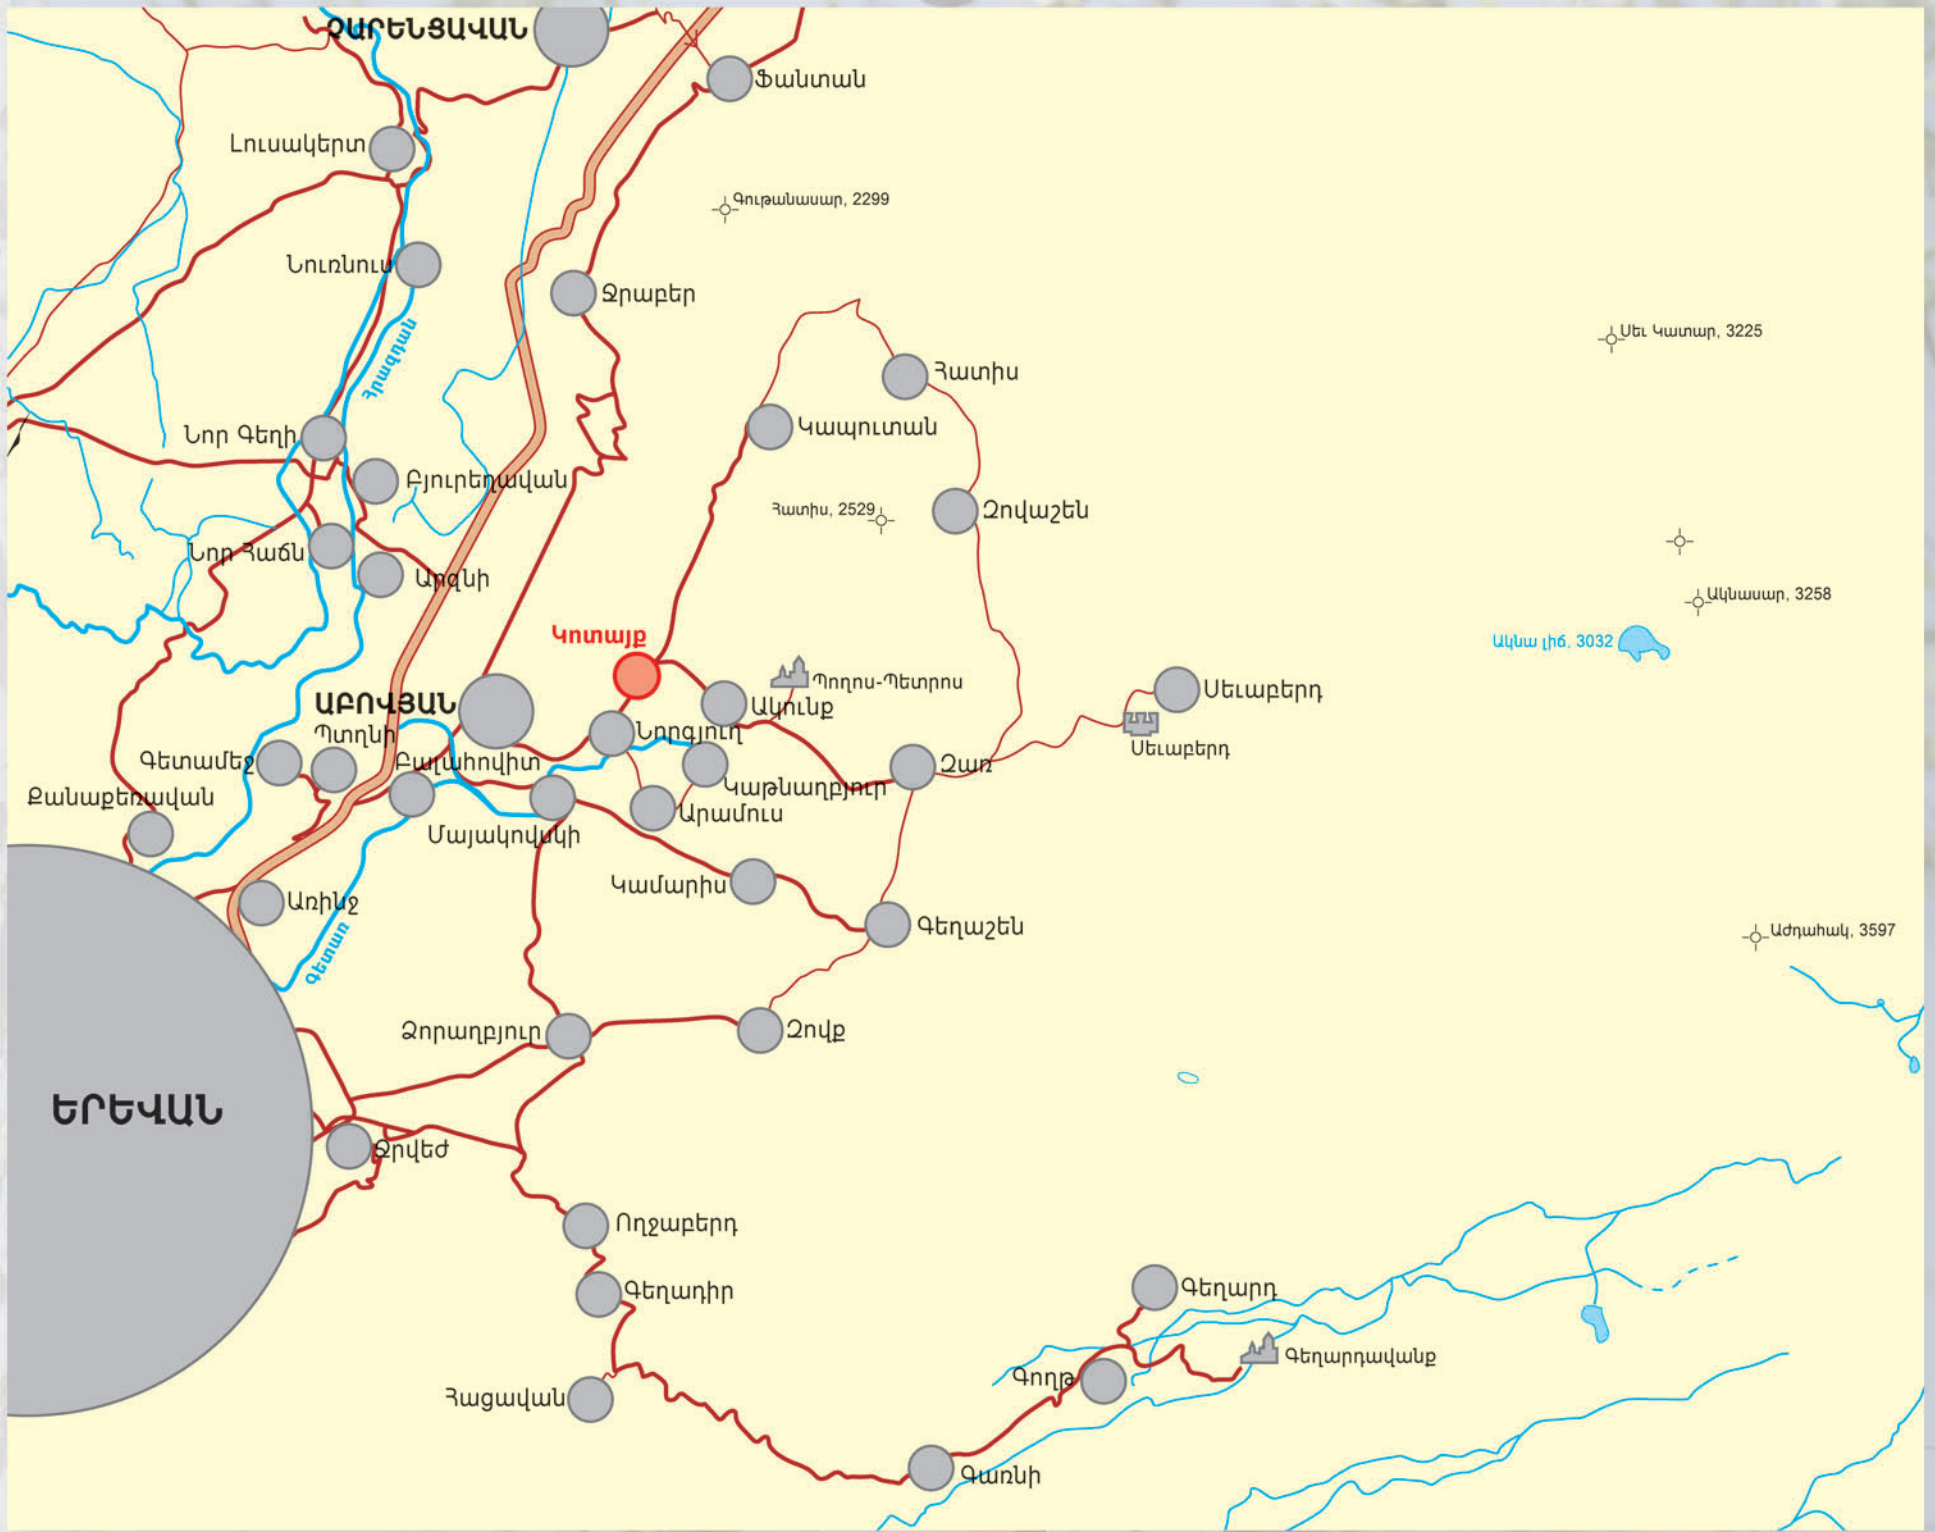 ՉԱՐԵՆՑԱՎԱՆ
Ֆանտան
Լուսակերտ
Գութանասար, 2299
Նուռնուս
Ջրաբեր
Հրազդան
Սեւ Կատար, 3225
Հատիս
Կապուտան
Նոր Գեղի
Բյուրեղավան
Հատիս, 2529
Զովաշեն
Նոր Հաճն
Արզնի
Ակնասար, 3258
Կոտայք
Ակնա լիճ, 3032
Պողոս-Պետրոս
Սեւաբերդ
ԱԲՈՎՅԱՆ
Ակունք
Պտղնի
Նորգյուղ
Սեւաբերդ
Գետամեջ
Բալահովիտ
Զառ
Կաթնաղբյուր
Քանաքեռավան
Արամուս
Մայակովսկի
Կամարիս
Առինջ
Գեղաշեն
Աժդահակ, 3597
Գետառ
Ձորաղբյուր
Զովք
ԵՐԵՎԱՆ
Ջրվեժ
Ողջաբերդ
Գեղադիր
Գեղարդ
Գեղարդավանք
Գողթ
Հացավան
Գառնի